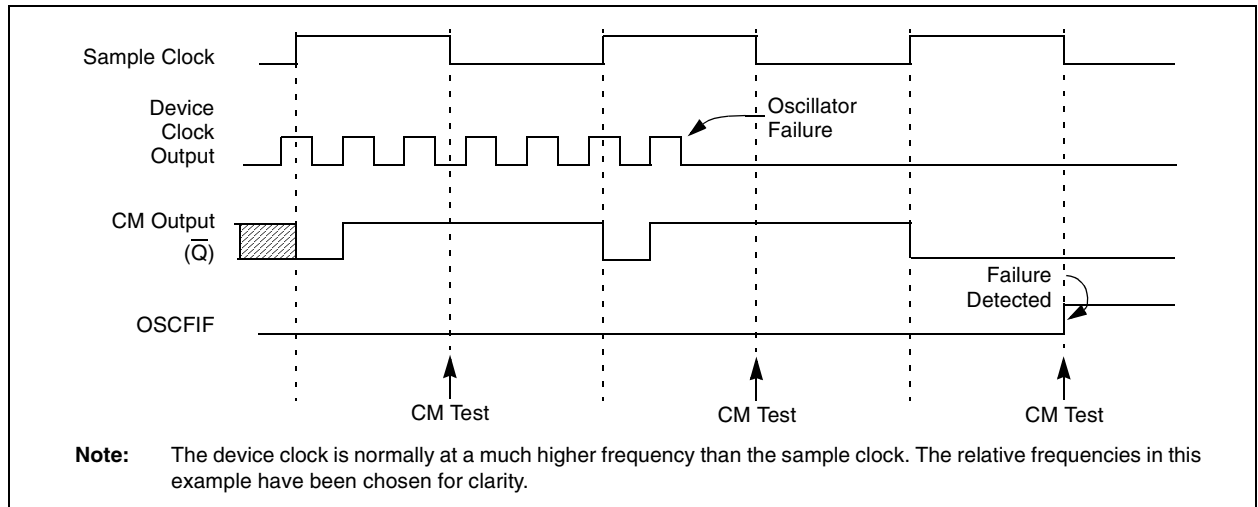 Sample Clock
Device
Clock
Output
Oscillator
Failure
CM Output
(Q̅)
Failure
Detected
OSCFIF
CM Test
CM Test
CM Test
Note: The device clock is normally at a much higher frequency than the sample clock. The relative frequencies in this
example have been chosen for clarity.